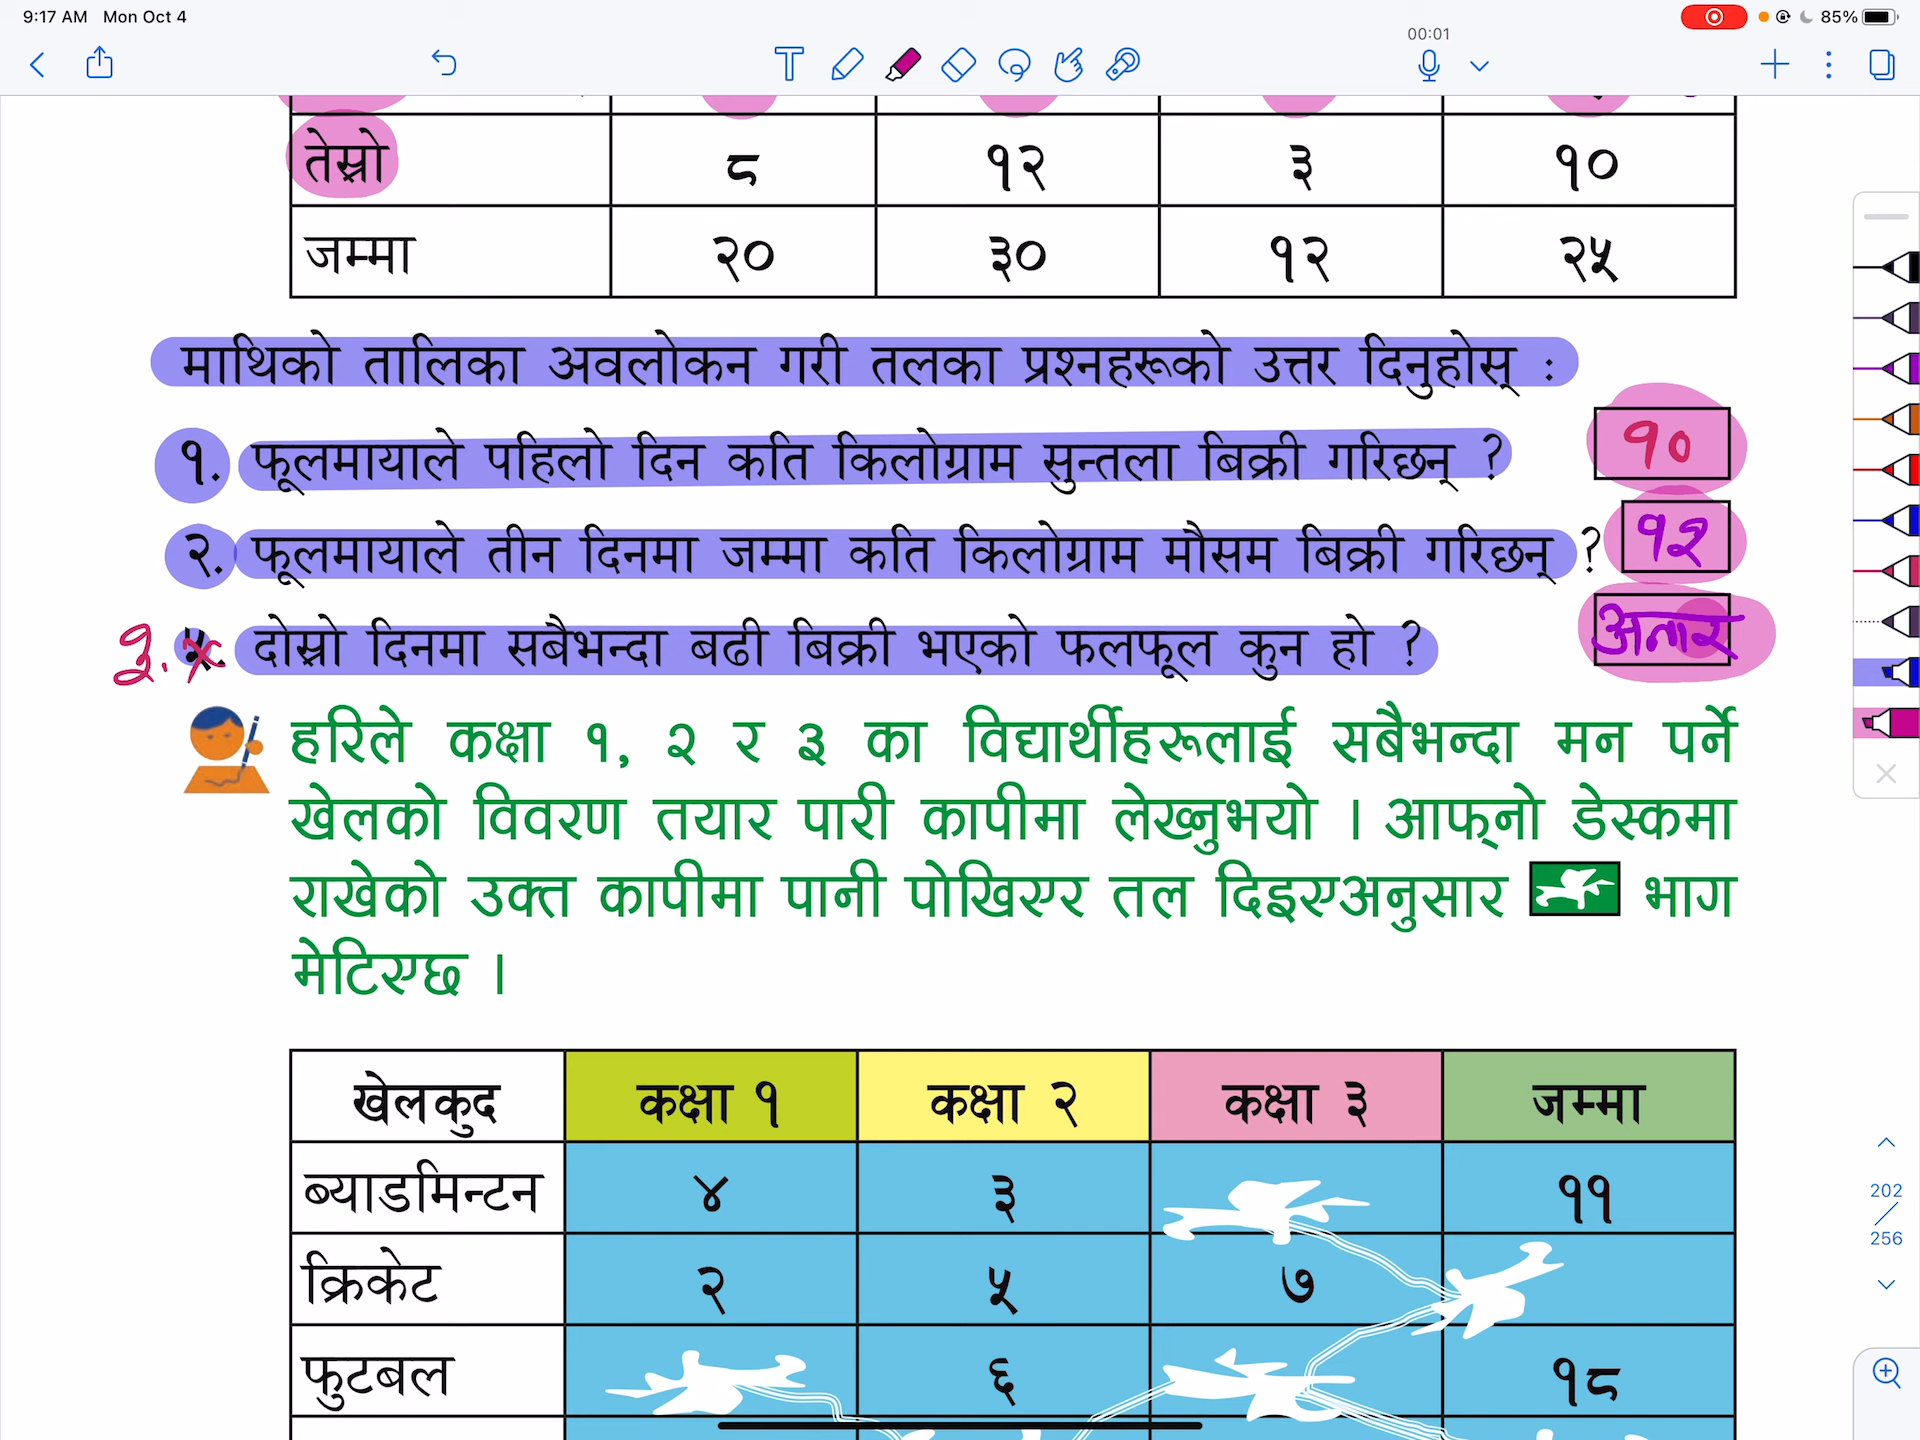 9:17 AM Mon Oct 4
85%
00:01
तेस्रो ८ १२ ३ १०
जम्मा २० ३० १२ २५
माथिको तालिका अवलोकन गरी तलका प्रश्नहरूको उत्तर दिनुहोस् :
१. फूलमायाले पहिलो दिन कति किलोग्राम सुन्तला बिक्री गरिछन् ? १०
२. फूलमायाले तीन दिनमा जम्मा कति किलोग्राम मौसम बिक्री गरिछन् ? १२
३. दोस्रो दिनमा सबैभन्दा बढी बिक्री भएको फलफूल कुन हो ? अनार
हरिले कक्षा १, २ र ३ का विद्यार्थीहरूलाई सबैभन्दा मन पर्ने
खेलको विवरण तयार पारी कापीमा लेख्नुभयो । आफ्नो डेस्कमा
राखेको उक्त कापीमा पानी पोखिएर तल दिइएअनुसार भाग
मेटिएछ ।
खेलकुद कक्षा १ कक्षा २ कक्षा ३ जम्मा
ब्याडमिन्टन ४ ३ ११
क्रिकेट २ ५ ७
फुटबल ६ १८
202
256